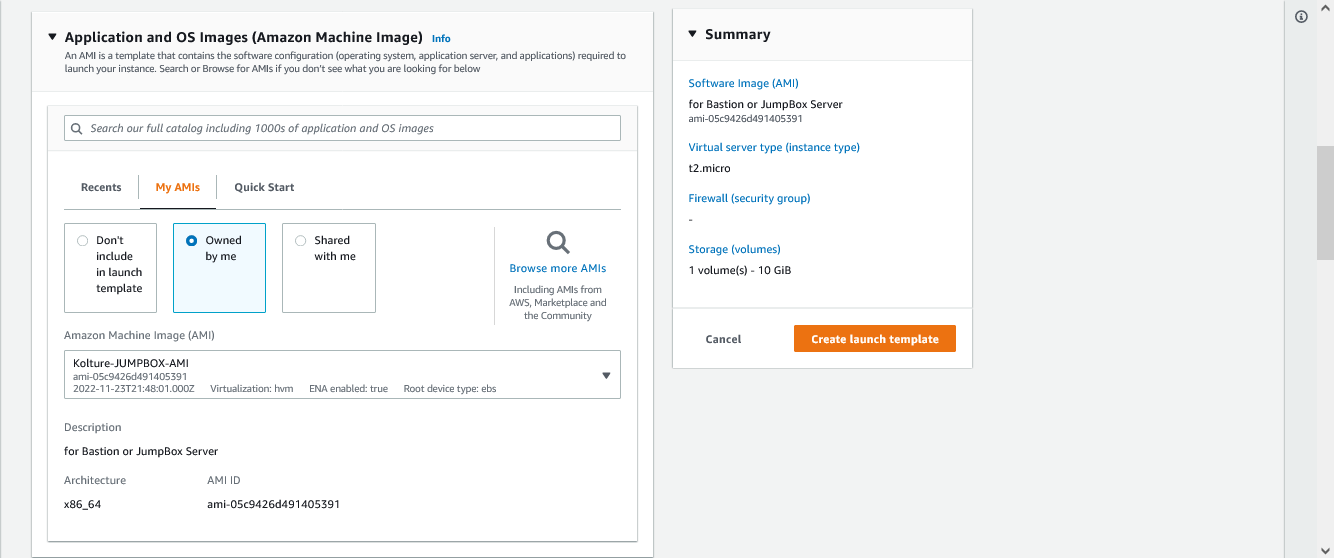 Application and OS Images (Amazon Machine Image) Info
An AMI is a template that contains the software configuration (operating system, application server, and applications) required to
launch your instance. Search or Browse for AMIs if you don't see what you are looking for below
Search our full catalog including 1000s of application and OS images
Recents
My AMIs
Quick Start
Don't
include
in launch
template
Owned
by me
Shared
with me
Browse more AMIs
Including AMIs from
AWS, Marketplace and
the Community
Amazon Machine Image (AMI)
Kolture-JUMPBOX-AMI
ami-05c9426d491405391
2022-11-23T21:48:01.000Z Virtualization: hvm ENA enabled: true Root device type: ebs
Description
for Bastion or JumpBox Server
Architecture AMI ID
x86_64 ami-05c9426d491405391
Summary
Software Image (AMI)
for Bastion or JumpBox Server
ami-05c9426d491405391
Virtual server type (instance type)
t2.micro
Firewall (security group)
-
Storage (volumes)
1 volume(s) - 10 GiB
Cancel
Create launch template